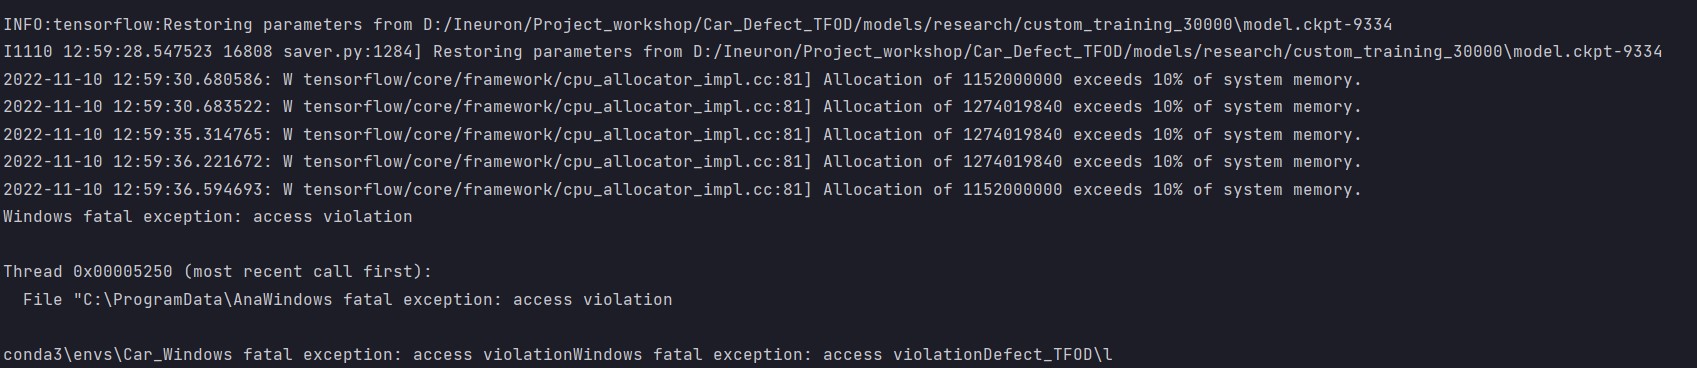 INFO:tensorflow:Restoring parameters from D:/Ineuron/Project_workshop/Car_Defect_TFOD/models/research/custom_training_30000\model.ckpt-9334
I1110 12:59:28.547523 16808 saver.py:1284] Restoring parameters from D:/Ineuron/Project_workshop/Car_Defect_TFOD/models/research/custom_training_30000\model.ckpt-9334
2022-11-10 12:59:30.680586: W tensorflow/core/framework/cpu_allocator_impl.cc:81] Allocation of 1152000000 exceeds 10% of system memory.
2022-11-10 12:59:30.683522: W tensorflow/core/framework/cpu_allocator_impl.cc:81] Allocation of 1274019840 exceeds 10% of system memory.
2022-11-10 12:59:35.314765: W tensorflow/core/framework/cpu_allocator_impl.cc:81] Allocation of 1274019840 exceeds 10% of system memory.
2022-11-10 12:59:36.221672: W tensorflow/core/framework/cpu_allocator_impl.cc:81] Allocation of 1274019840 exceeds 10% of system memory.
2022-11-10 12:59:36.594693: W tensorflow/core/framework/cpu_allocator_impl.cc:81] Allocation of 1152000000 exceeds 10% of system memory.
Windows fatal exception: access violation
Thread 0x00005250 (most recent call first):
  File "C:\ProgramData\AnaWindows fatal exception: access violation
conda3\envs\Car_Windows fatal exception: access violationWindows fatal exception: access violationDefect_TFOD\l